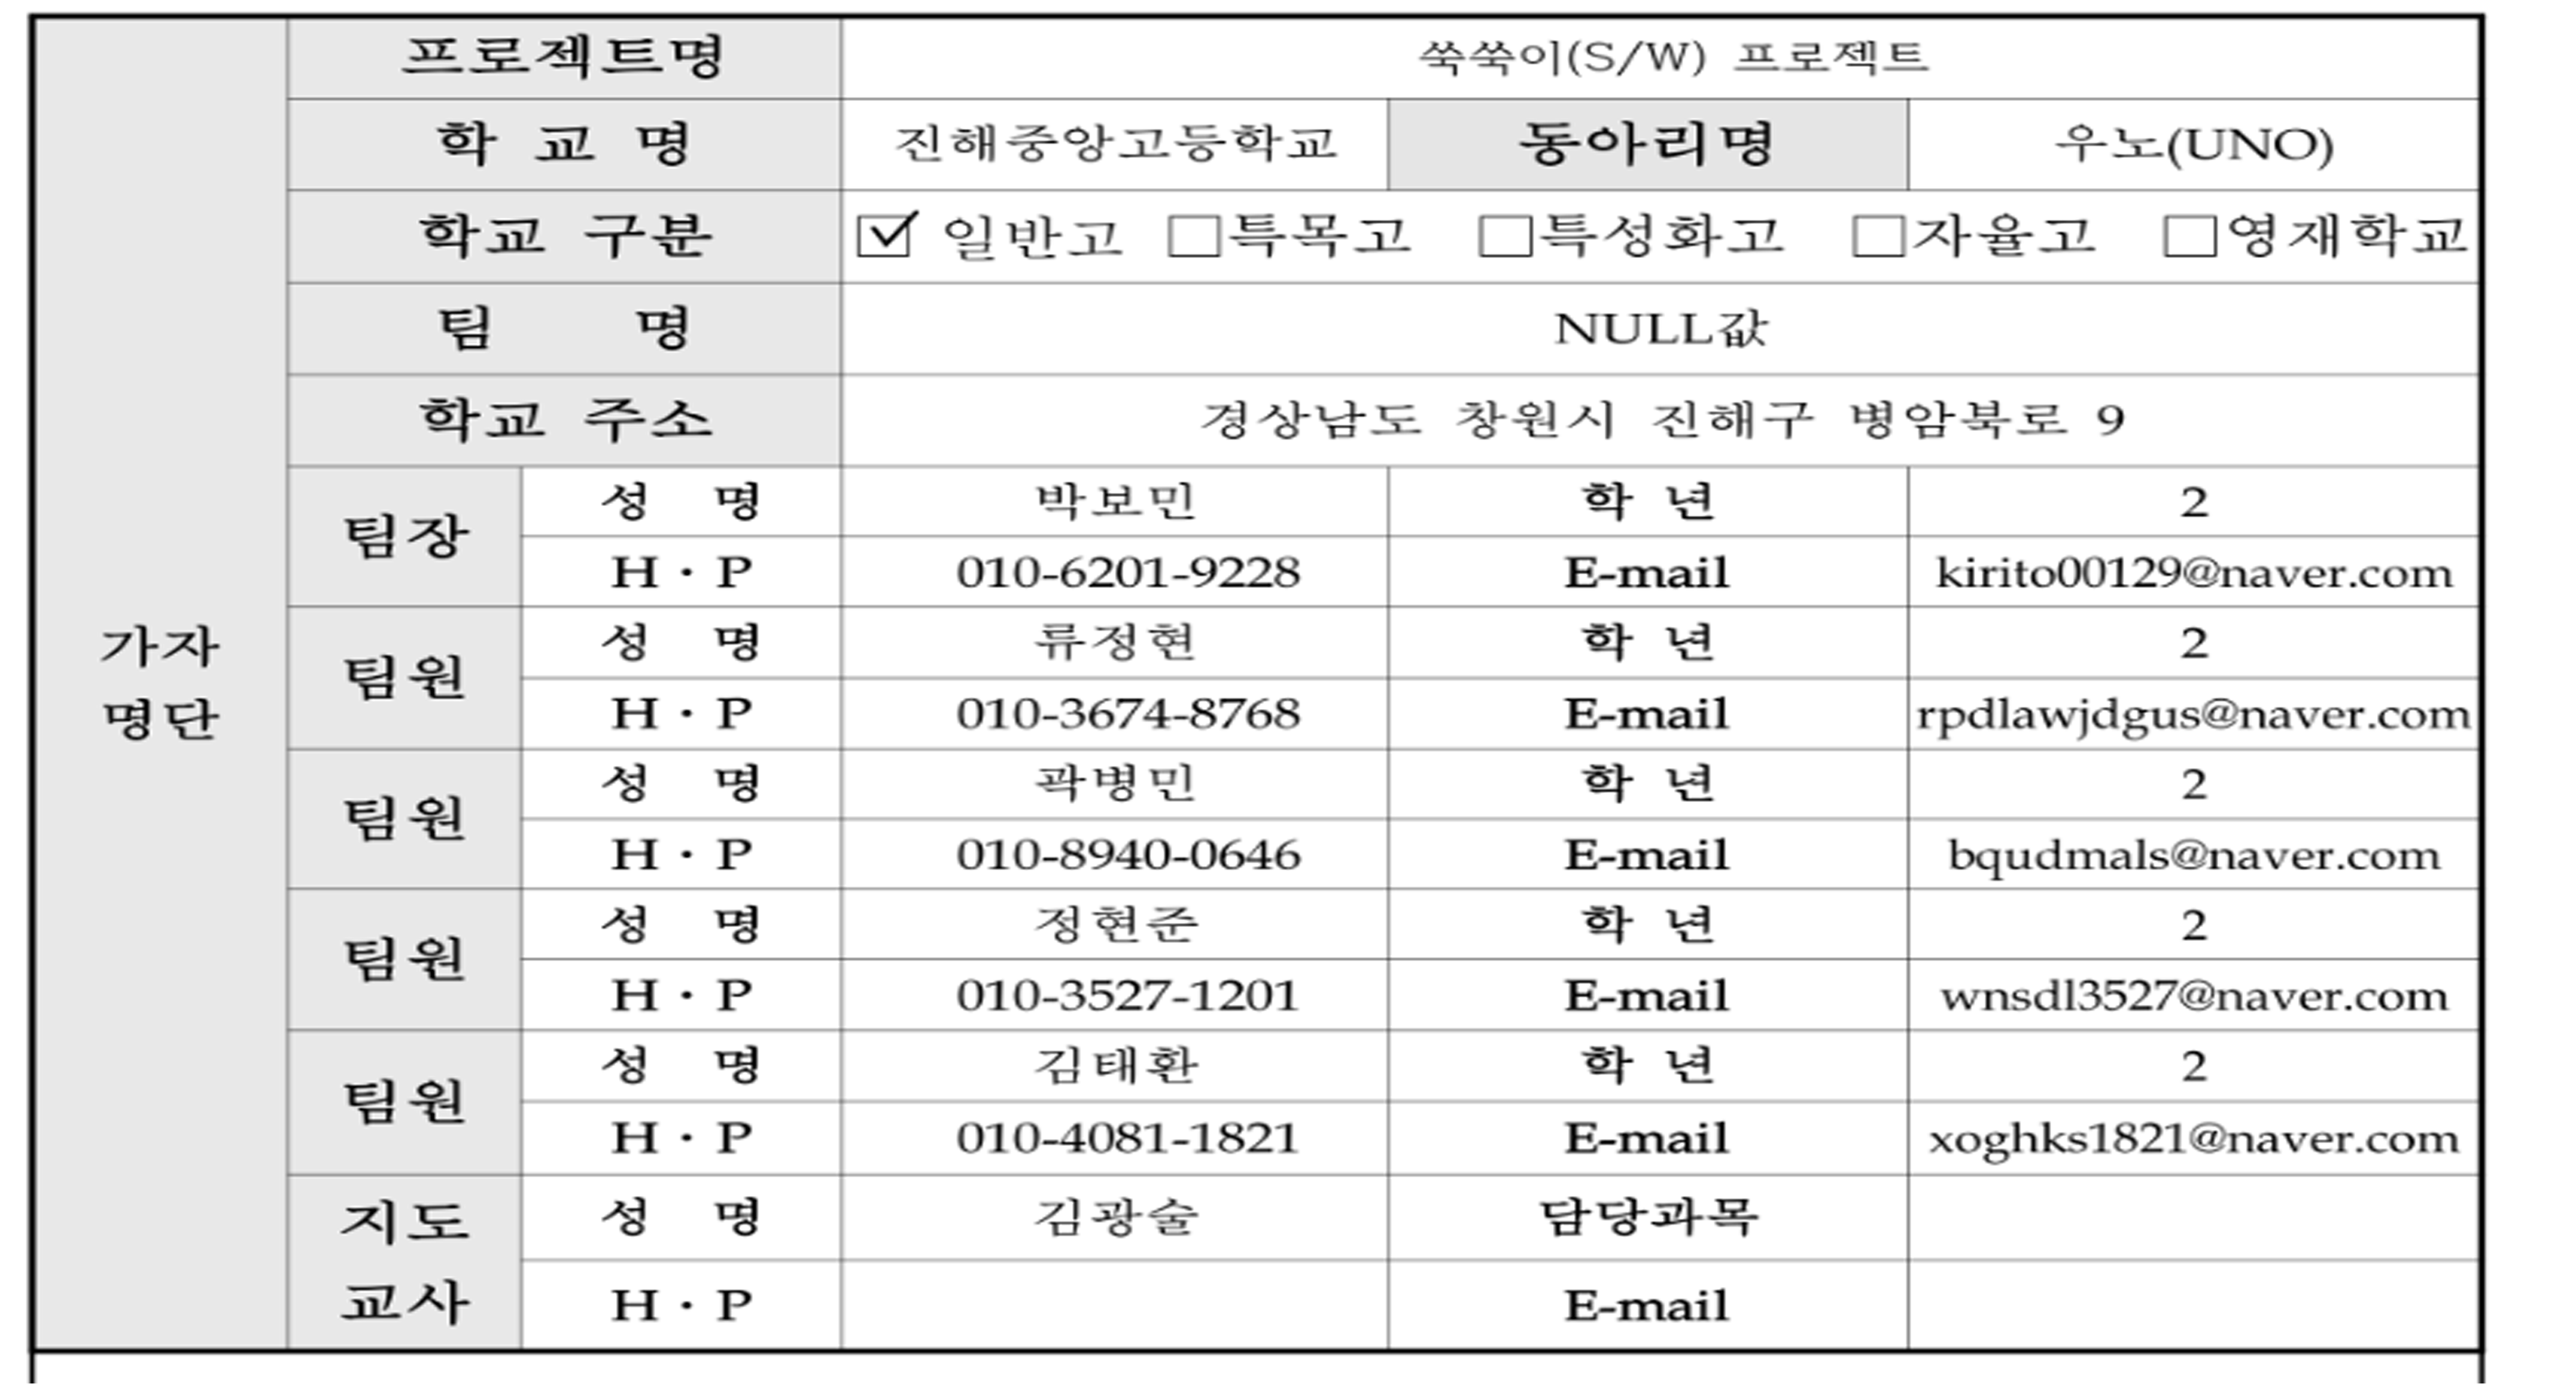 프로젝트명 쑥쑥이(S/W) 프로젝트
학 교 명 진해중앙고등학교 동아리명 우노(UNO)
학교 구분 ☑ 일반고 □특목고 □특성화고 □자율고 □영재학교
팀 명 NULL값
학교 주소 경상남도 창원시 진해구 병암북로 9
가자
명단
팀장
성 명 박보민 학 년 2
H · P 010-6201-9228 E-mail kirito00129@naver.com
팀원
성 명 류정현 학 년 2
H · P 010-3674-8768 E-mail rpdlawjdgus@naver.com
팀원
성 명 곽병민 학 년 2
H · P 010-8940-0646 E-mail bqudmals@naver.com
팀원
성 명 정현준 학 년 2
H · P 010-3527-1201 E-mail wnsdl3527@naver.com
팀원
성 명 김태환 학 년 2
H · P 010-4081-1821 E-mail xoghks1821@naver.com
지도
교사
성 명 김광술 담당과목
H · P E-mail